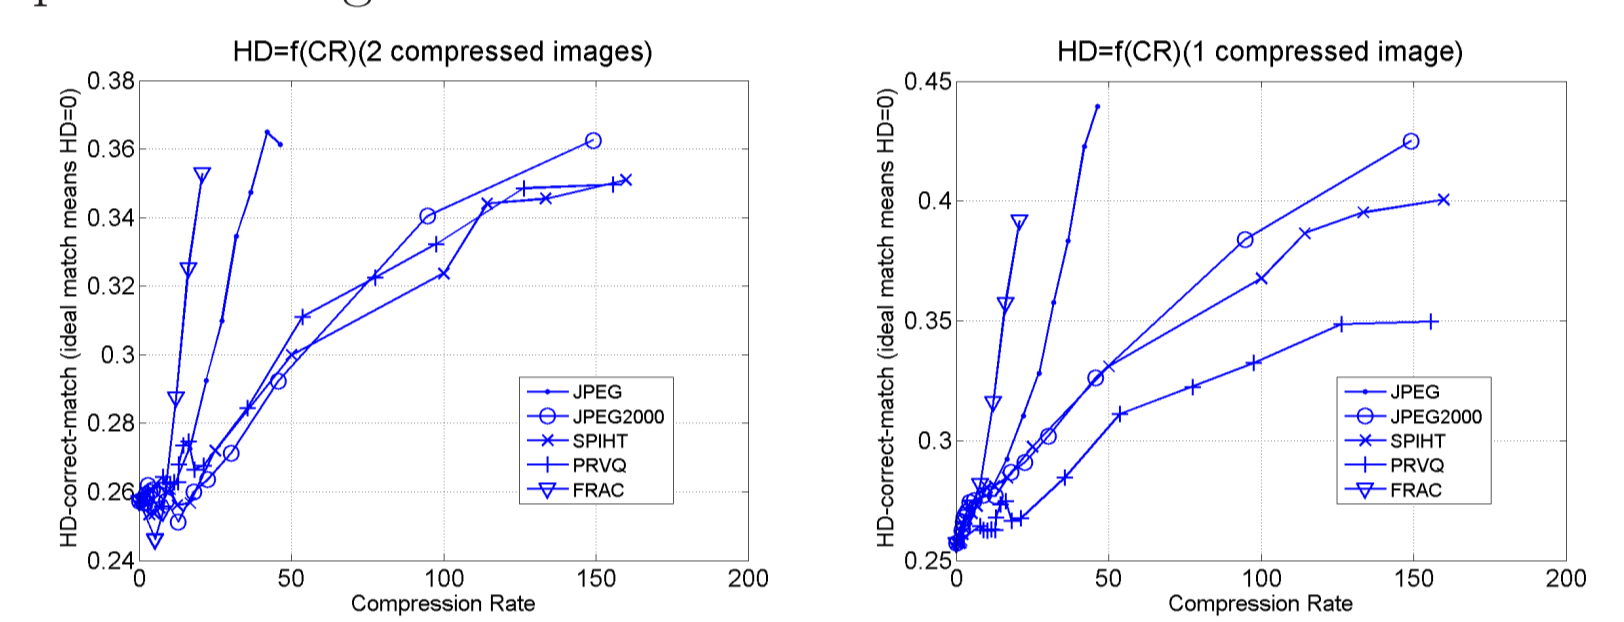 HD=f(CR)(2 compressed images)
HD-correct-match (ideal match means HD=0)
0.38
0.36
0.34
0.32
0.3
0.28
0.26
0.24
0
50
100
150
200
Compression Rate
JPEG
JPEG2000
SPIHT
PRVQ
FRAC
HD=f(CR)(1 compressed image)
HD-correct-match (ideal match means HD=0)
0.45
0.4
0.35
0.3
0.25
0
50
100
150
200
Compression Rate
JPEG
JPEG2000
SPIHT
PRVQ
FRAC